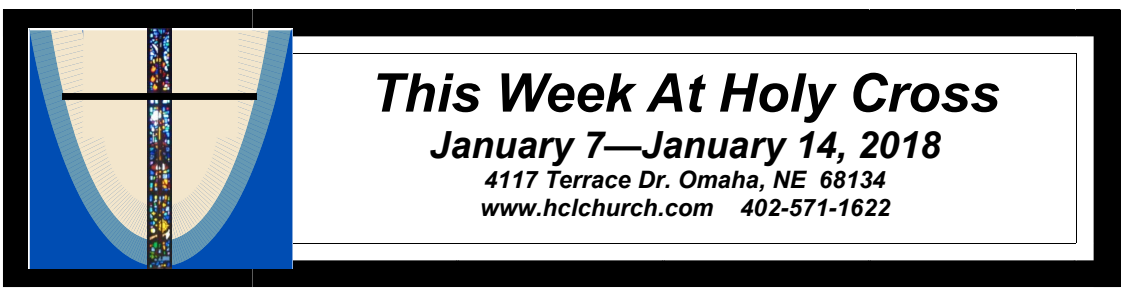 This Week At Holy Cross
January 7—January 14, 2018
4117 Terrace Dr. Omaha, NE 68134
www.hclchurch.com 402-571-1622